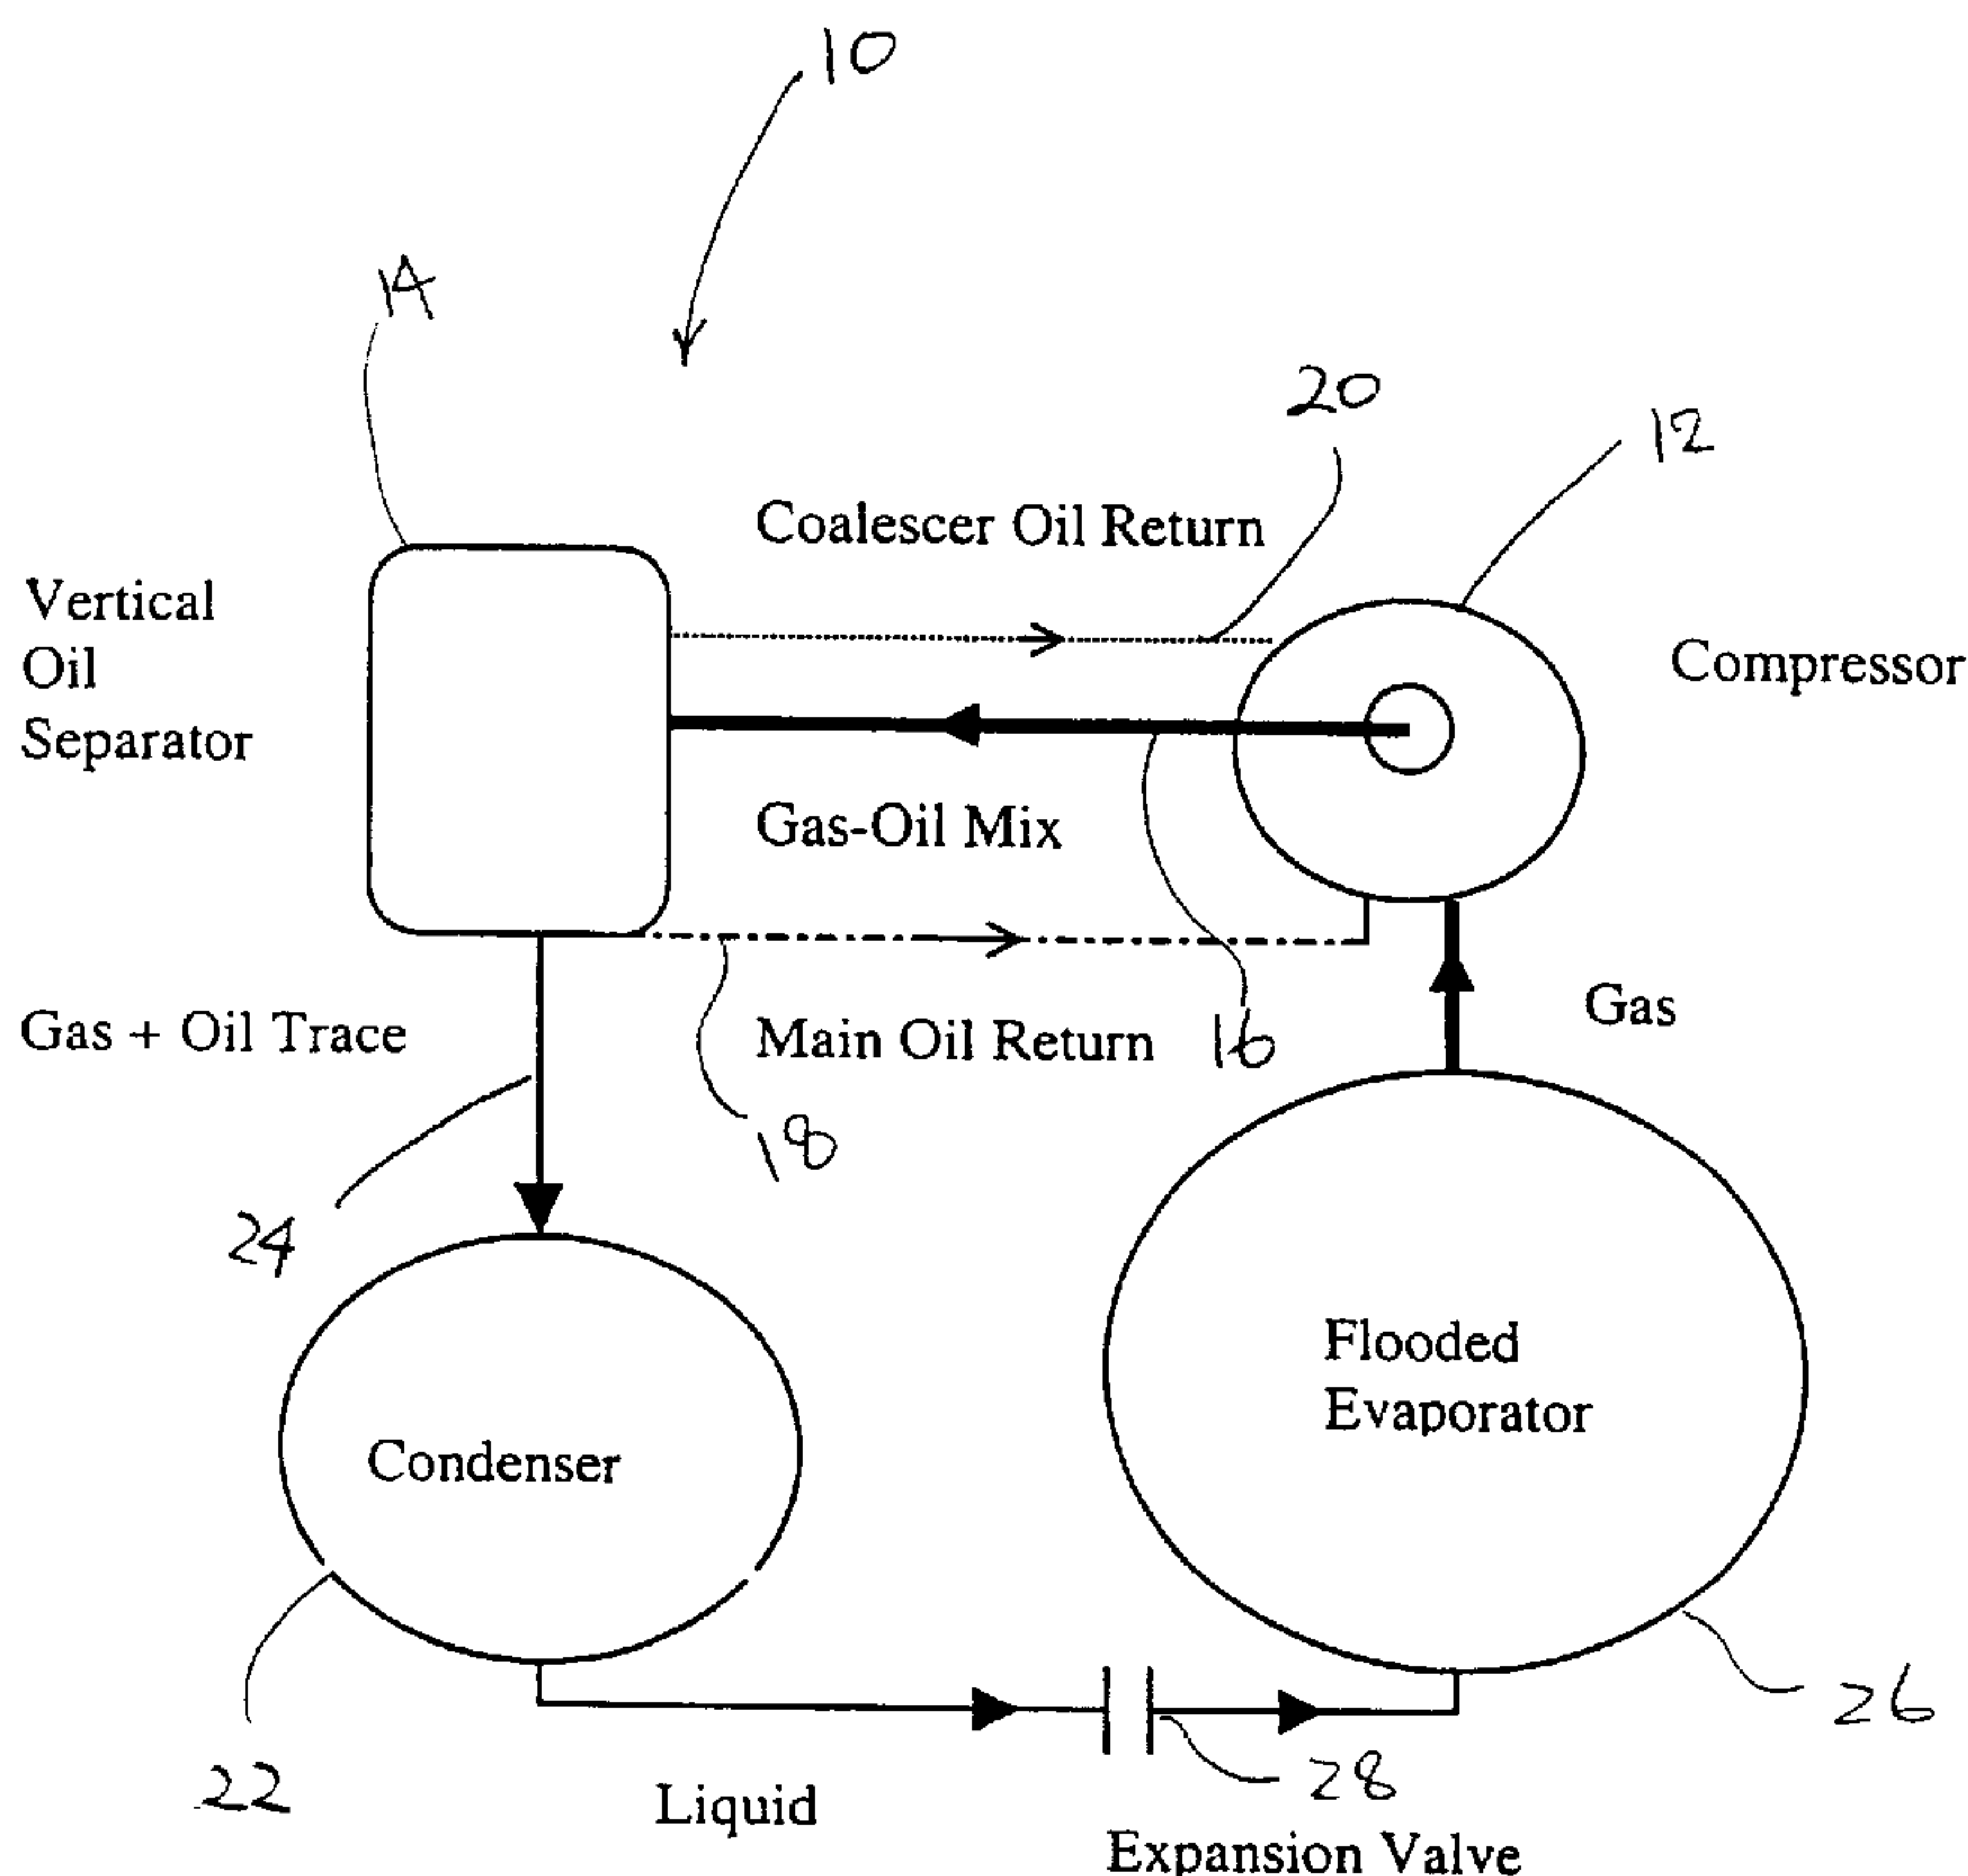 10
14
20
12
Coalescer Oil Return
Vertical
Oil
Separator
Compressor
Gas-Oil Mix
Gas + Oil Trace
Main Oil Return
16
Gas
18
24
Flooded
Evaporator
Condenser
26
22
28
Liquid
Expansion Valve